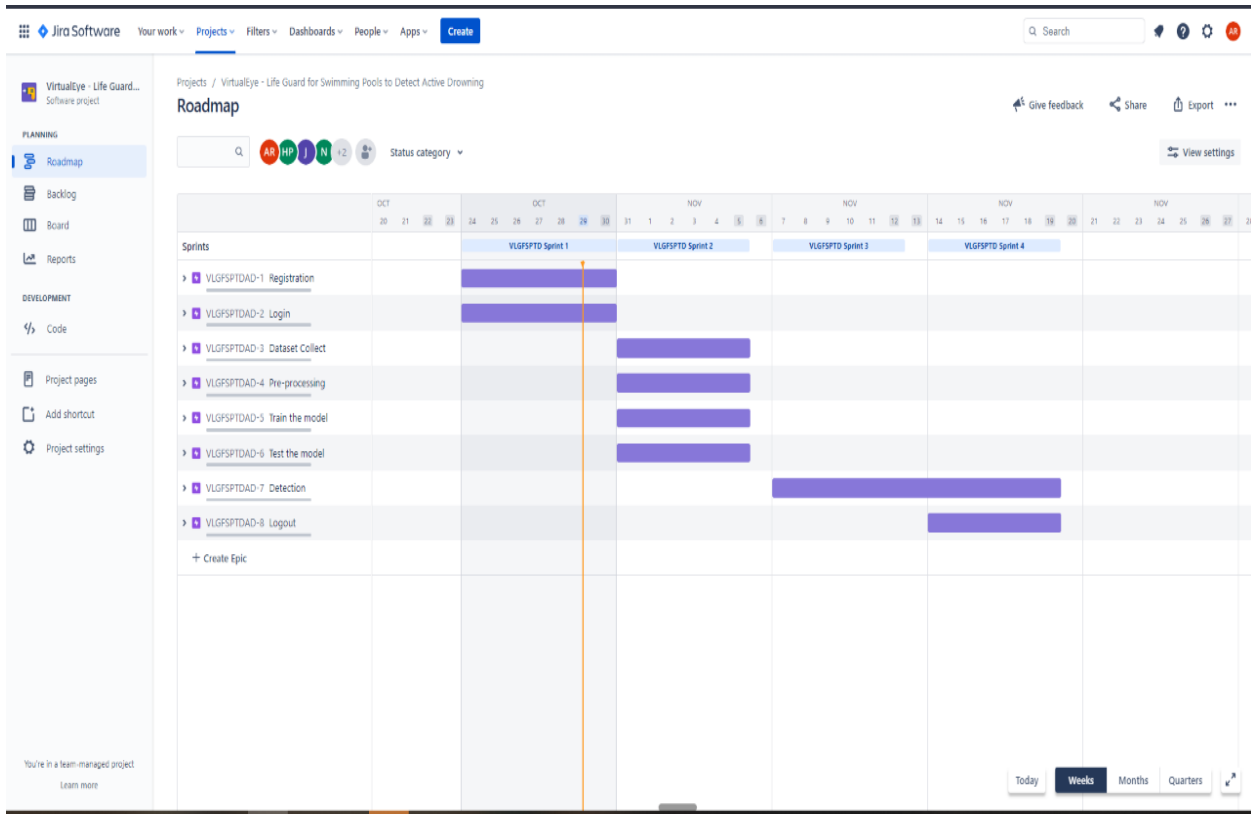 Jira Software Your work Projects Filters Dashboards People Apps Create Search AR
VirtualEye - Life Guard...
Software project
PLANNING
Roadmap
Backlog
Board
Reports
DEVELOPMENT
Code
Project pages
Add shortcut
Project settings
You're in a team-managed project
Learn more
Projects / VirtualEye - Life Guard for Swimming Pools to Detect Active Drowning
Roadmap
Give feedback Share Export
AR HP J N +2 Status category View settings
OCT OCT NOV NOV NOV NOV
20 21 22 23 24 25 26 27 28 29 30 31 1 2 3 4 5 6 7 8 9 10 11 12 13 14 15 16 17 18 19 20 21 22 23 24 25 26 27
Sprints VLGFSPTD Sprint 1 VLGFSPTD Sprint 2 VLGFSPTD Sprint 3 VLGFSPTD Sprint 4
VLGFSPTDAD-1 Registration
VLGFSPTDAD-2 Login
VLGFSPTDAD-3 Dataset Collect
VLGFSPTDAD-4 Pre-processing
VLGFSPTDAD-5 Train the model
VLGFSPTDAD-6 Test the model
VLGFSPTDAD-7 Detection
VLGFSPTDAD-8 Logout
+ Create Epic
Today Weeks Months Quarters